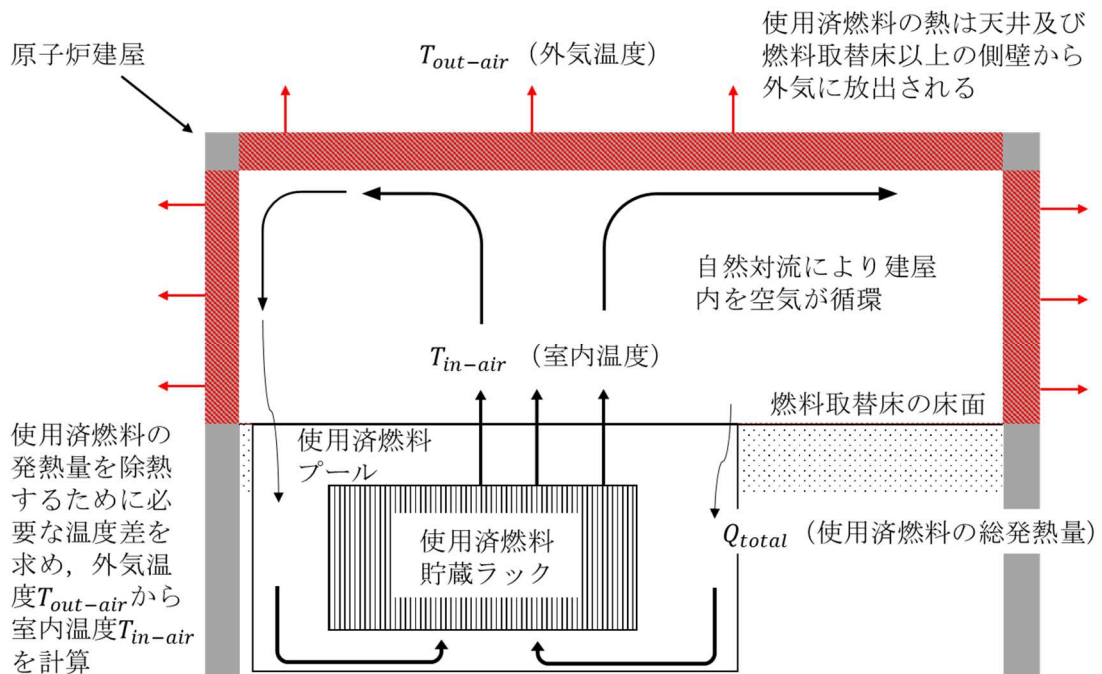 原子炉建屋
T_{out-air}（外気温度）
使用済燃料の熱は天井及び
燃料取替床以上の側壁から
外気に放出される
自然対流により建屋
内を空気が循環
T_{in-air}（室内温度）
燃料取替床の床面
使用済燃料の
発熱量を除熱
するために必
要な温度差を
求め，外気温
度T_{out-air}から
室内温度T_{in-air}
を計算
使用済燃料
プール
使用済燃料
貯蔵ラック
Q_{total}（使用済燃料の総発熱量）